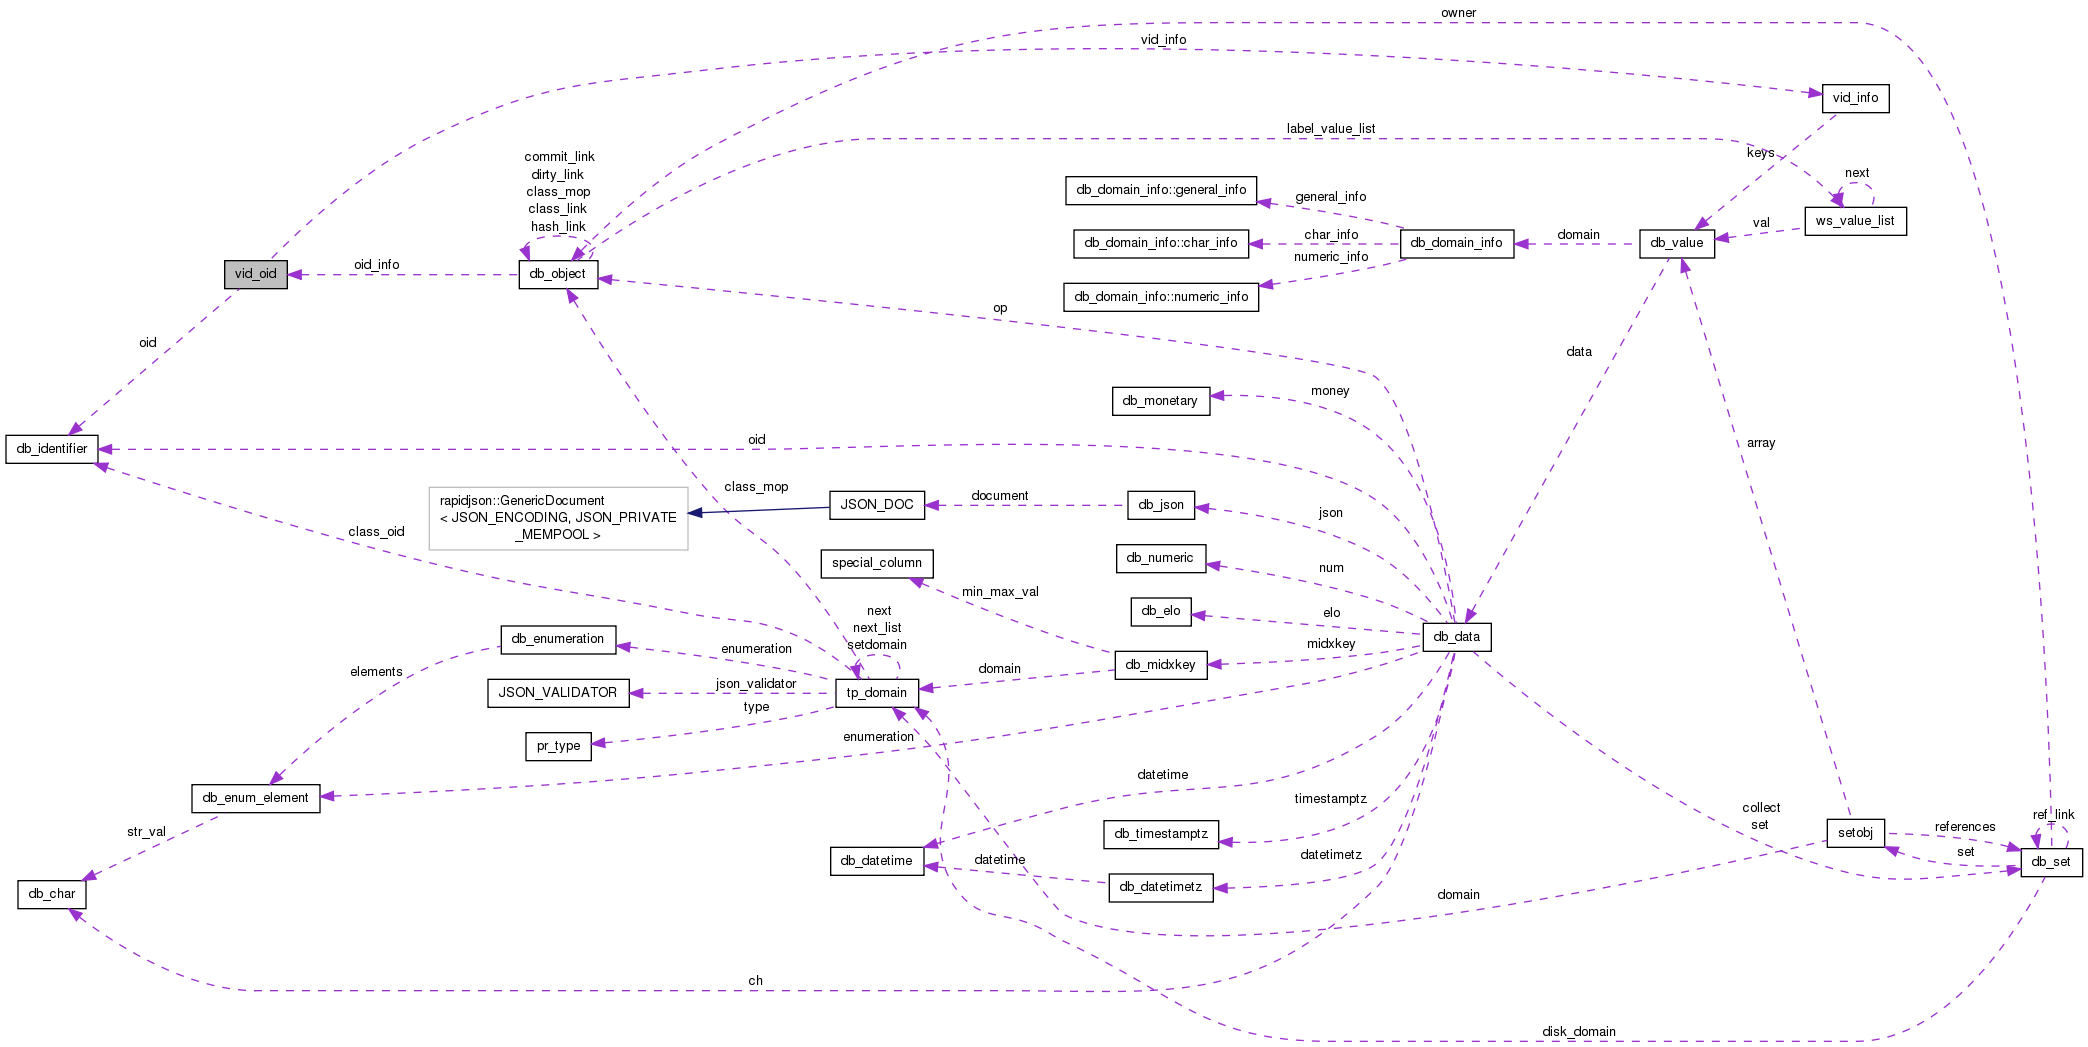 owner
vid_info
vid_info
label_value_list
keys
commit_link
dirty_link
class_mop
class_link
hash_link
next
db_domain_info::general_info
general_info
ws_value_list
val
char_info
db_domain_info::char_info
db_domain_info
domain
db_value
numeric_info
oid_info
vid_oid
db_object
db_domain_info::numeric_info
op
oid
data
money
db_monetary
oid
array
db_identifier
class_mop
rapidjson::GenericDocument
< JSON_ENCODING, JSON_PRIVATE
_MEMPOOL >
JSON_DOC
document
db_json
json
class_oid
special_column
db_numeric
num
min_max_val
db_elo
elo
next
next_list
setdomain
db_enumeration
enumeration
db_data
midxkey
db_midxkey
domain
elements
JSON_VALIDATOR
json_validator
tp_domain
type
pr_type
enumeration
datetime
db_enum_element
timestamptz
collect
set
ref_link
str_val
db_timestamptz
setobj
references
set
db_set
datetimetz
db_datetime
datetime
db_datetimetz
db_char
domain
ch
disk_domain